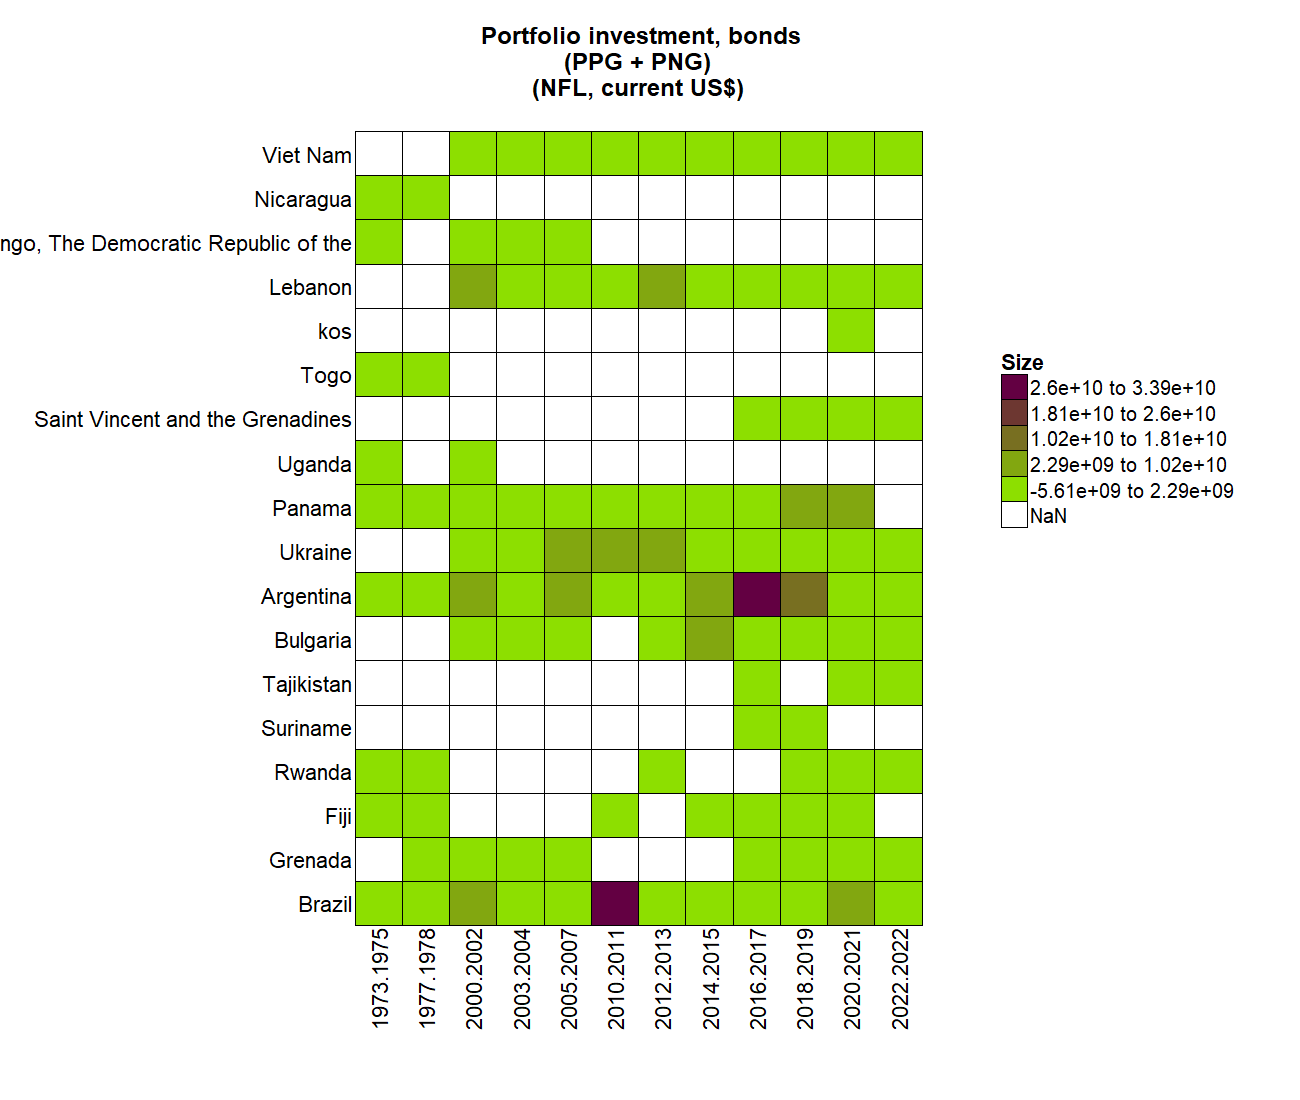 Portfolio investment, bonds
(PPG + PNG)
(NFL, current US$)
Viet Nam
Nicaragua
ngo, The Democratic Republic of the
Lebanon
kos
Togo
Saint Vincent and the Grenadines
Uganda
Panama
Ukraine
Argentina
Bulgaria
Tajikistan
Suriname
Rwanda
Fiji
Grenada
Brazil
1973.1975
1977.1978
2000.2002
2003.2004
2005.2007
2010.2011
2012.2013
2014.2015
2016.2017
2018.2019
2020.2021
2022.2022
Size
2.6e+10 to 3.39e+10
1.81e+10 to 2.6e+10
1.02e+10 to 1.81e+10
2.29e+09 to 1.02e+10
-5.61e+09 to 2.29e+09
NaN